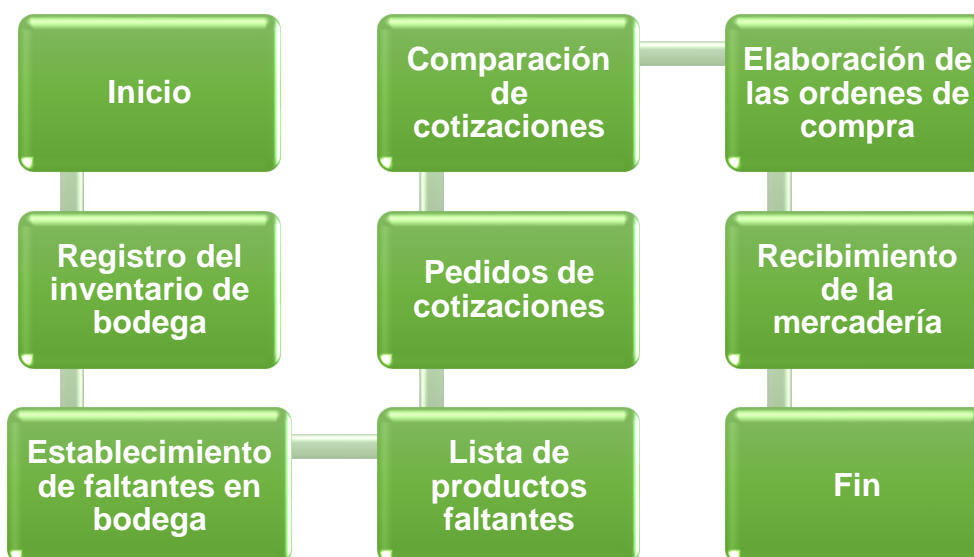 Inicio
Registro del
inventario de
bodega
Establecimiento
de faltantes en
bodega
Lista de
productos
faltantes
Pedidos de
cotizaciones
Comparación
de
cotizaciones
Elaboración de
las ordenes de
compra
Recibimiento
de la
mercadería
Fin